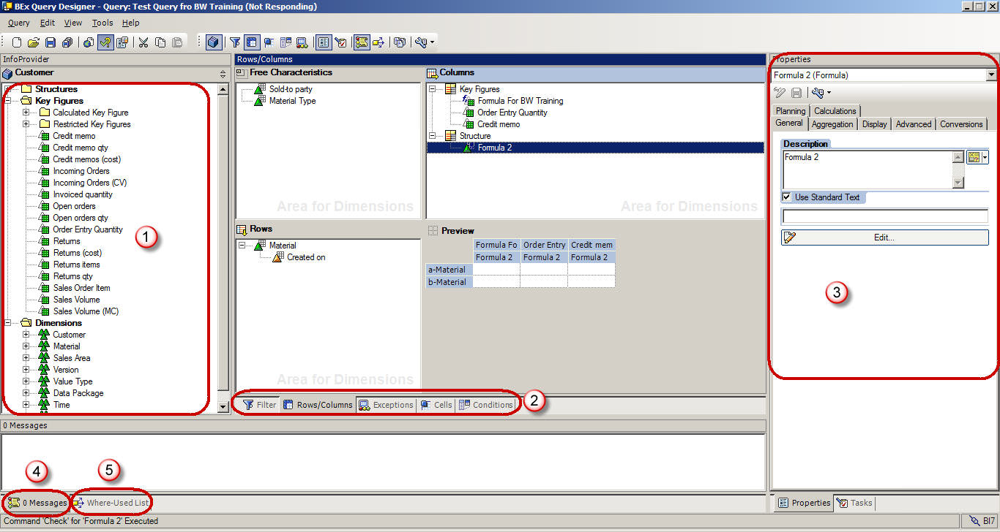 BEx Query Designer - Query: Test Query fro BW Training (Not Responding)
Query Edit View Tools Help
InfoProvider
Customer
Structures
Key Figures
Calculated Key Figure
Restricted Key Figures
Credit memo
Credit memo qty
Credit memos (cost)
Incoming Orders
Incoming Orders (CV)
Invoiced quantity
Open orders
Open orders qty
Order Entry Quantity
Returns
Returns (cost)
Returns items
Returns qty
Sales Order Item
Sales Volume
Sales Volume (MC)
Dimensions
Customer
Material
Sales Area
Version
Value Type
Data Package
Time
1
Rows/Columns
Free Characteristics
Sold-to party
Material Type
Area for Dimensions
Columns
Key Figures
Formula For BW Training
Order Entry Quantity
Credit memo
Structure
Formula 2
Area for Dimensions
Rows
Material
Created on
Area for Dimensions
Preview
Formula Fo Order Entry Credit mem
Formula 2 Formula 2 Formula 2
a-Material
b-Material
Filter Rows/Columns Exceptions Cells Conditions
2
Properties
Formula 2 (Formula)
Planning Calculations
General Aggregation Display Advanced Conversions
Description
Formula 2
Use Standard Text
Edit...
3
0 Messages
4
5
0 Messages Where-Used List
Properties Tasks
Command 'Check' for 'Formula 2' Executed
BI7